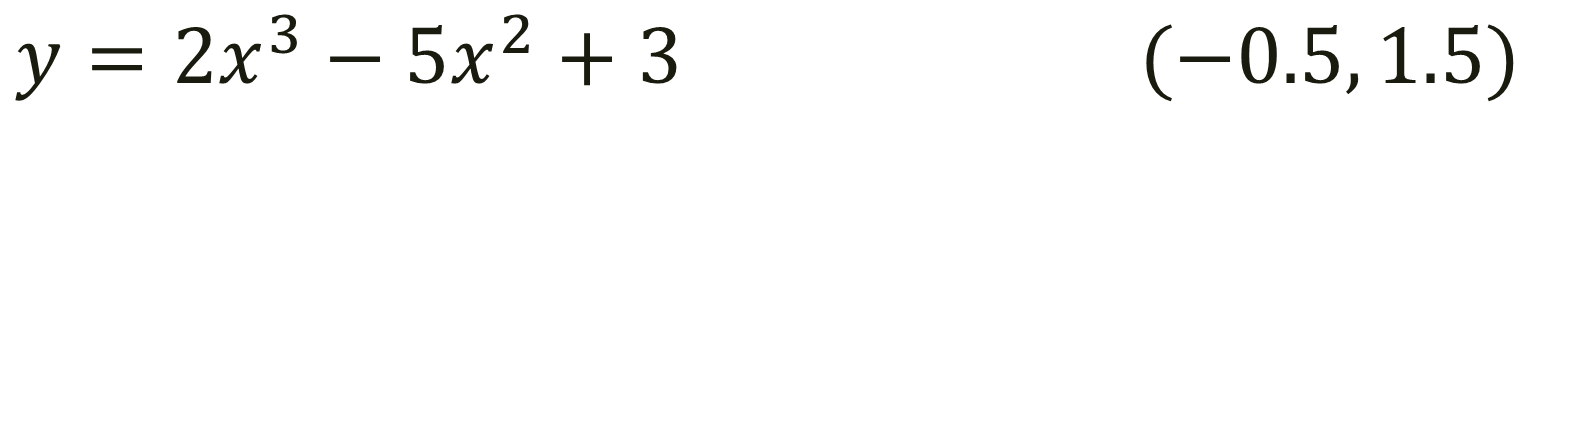 y = 2x³ − 5x² + 3 (−0.5, 1.5)